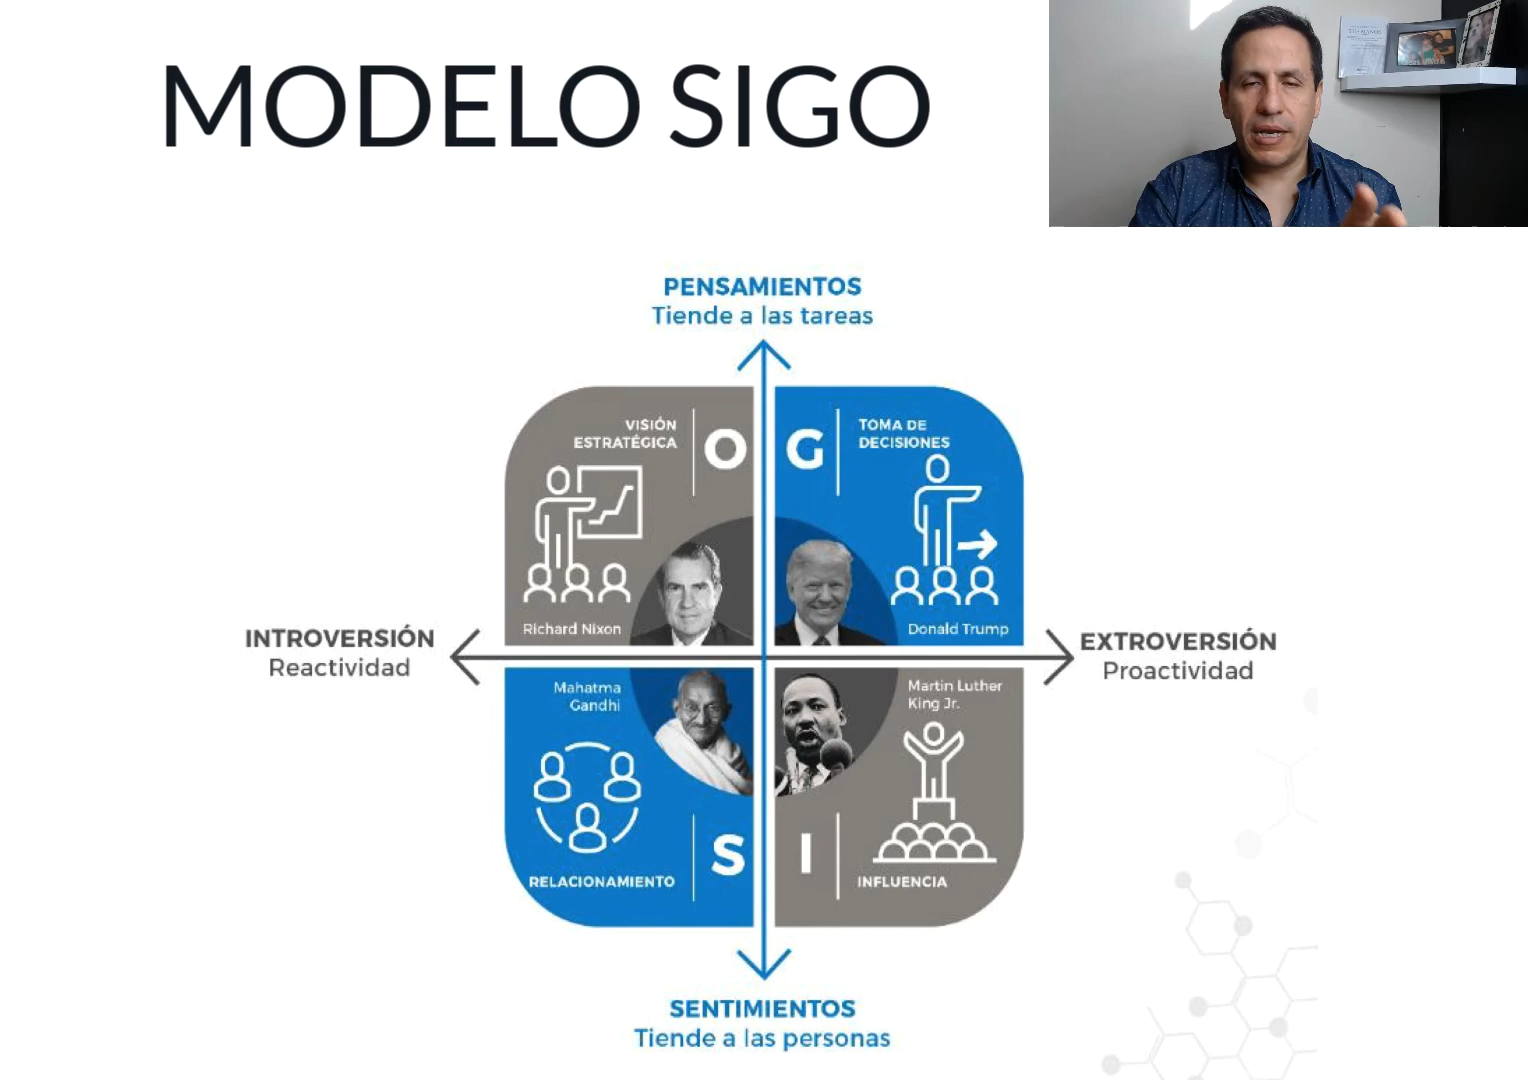 MODELO SIGO
PENSAMIENTOS
Tiende a las tareas
VISIÓN
ESTRATÉGICA
O
G
TOMA DE
DECISIONES
Richard Nixon
Donald Trump
INTROVERSIÓN
Reactividad
EXTROVERSIÓN
Proactividad
Mahatma
Gandhi
Martin Luther
King Jr.
S
I
RELACIONAMIENTO
INFLUENCIA
SENTIMIENTOS
Tiende a las personas